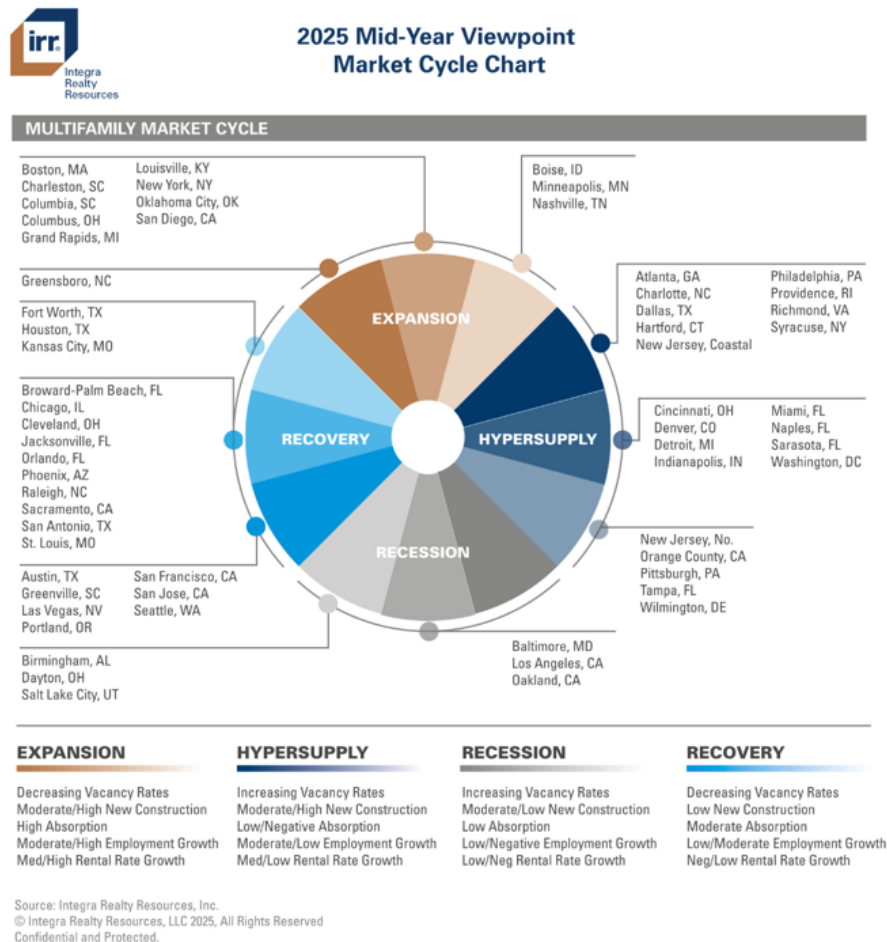 irr.
Integra
Realty
Resources
2025 Mid-Year Viewpoint
Market Cycle Chart
MULTIFAMILY MARKET CYCLE
Boston, MA
Charleston, SC
Columbia, SC
Columbus, OH
Grand Rapids, MI
Louisville, KY
New York, NY
Oklahoma City, OK
San Diego, CA
Boise, ID
Minneapolis, MN
Nashville, TN
Greensboro, NC
Atlanta, GA
Charlotte, NC
Dallas, TX
Hartford, CT
New Jersey, Coastal
Philadelphia, PA
Providence, RI
Richmond, VA
Syracuse, NY
Fort Worth, TX
Houston, TX
Kansas City, MO
EXPANSION
Broward-Palm Beach, FL
Chicago, IL
Cleveland, OH
Jacksonville, FL
Orlando, FL
Phoenix, AZ
Raleigh, NC
Sacramento, CA
San Antonio, TX
St. Louis, MO
RECOVERY
HYPERSUPPLY
Cincinnati, OH
Denver, CO
Detroit, MI
Indianapolis, IN
Miami, FL
Naples, FL
Sarasota, FL
Washington, DC
RECESSION
New Jersey, No.
Orange County, CA
Pittsburgh, PA
Tampa, FL
Wilmington, DE
Austin, TX
Greenville, SC
Las Vegas, NV
Portland, OR
San Francisco, CA
San Jose, CA
Seattle, WA
Baltimore, MD
Los Angeles, CA
Oakland, CA
Birmingham, AL
Dayton, OH
Salt Lake City, UT
EXPANSION
Decreasing Vacancy Rates
Moderate/High New Construction
High Absorption
Moderate/High Employment Growth
Med/High Rental Rate Growth
HYPERSUPPLY
Increasing Vacancy Rates
Moderate/High New Construction
Low/Negative Absorption
Moderate/Low Employment Growth
Med/Low Rental Rate Growth
RECESSION
Increasing Vacancy Rates
Moderate/Low New Construction
Low Absorption
Low/Negative Employment Growth
Low/Neg Rental Rate Growth
RECOVERY
Decreasing Vacancy Rates
Low New Construction
Moderate Absorption
Low/Moderate Employment Growth
Neg/Low Rental Rate Growth
Source: Integra Realty Resources, Inc.
© Integra Realty Resources, LLC 2025, All Rights Reserved
Confidential and Protected.